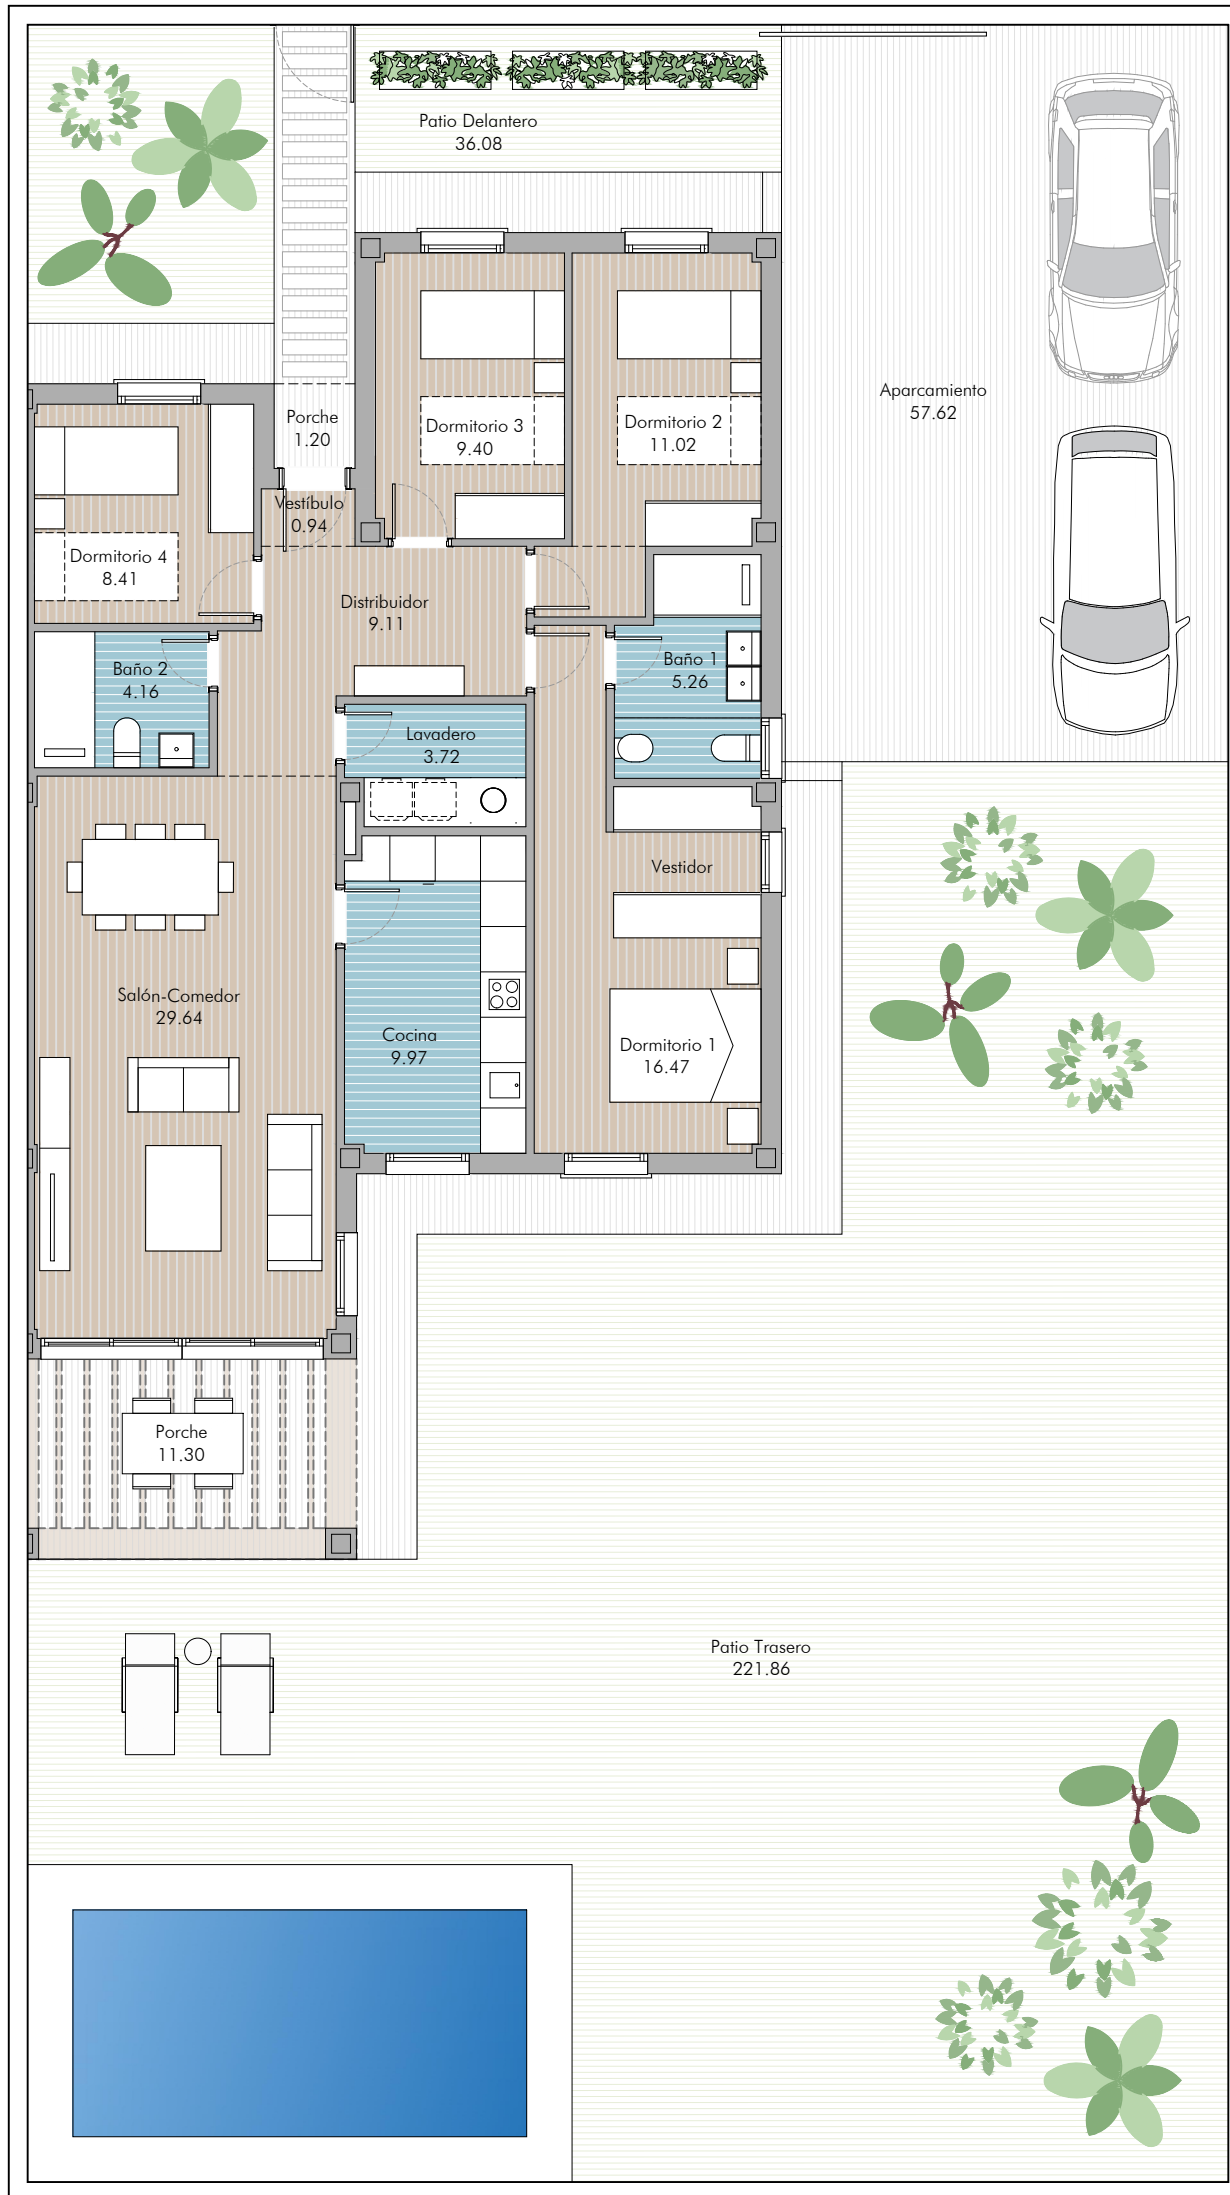 Patio Delantero
36.08
Aparcamiento
57.62
Porche
1.20
Dormitorio 3
9.40
Dormitorio 2
11.02
Vestíbulo
0.94
Dormitorio 4
8.41
Distribuidor
9.11
Baño 2
4.16
Baño 1
5.26
Lavadero
3.72
Vestidor
Salón-Comedor
29.64
Cocina
9.97
Dormitorio 1
16.47
Porche
11.30
Patio Trasero
221.86